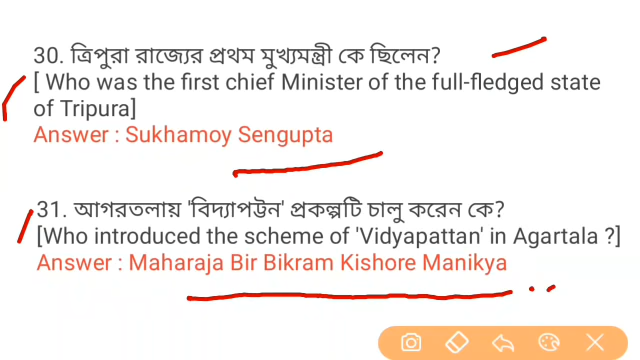 30. ত্রিপুরা রাজ্যের প্রথম মুখ্যমন্ত্রী কে ছিলেন?
[ Who was the first chief Minister of the full-fledged state
of Tripura]
Answer : Sukhamoy Sengupta
31. আগরতলায় 'বিদ্যাপট্টন' প্রকল্পটি চালু করেন কে?
[Who introduced the scheme of 'Vidyapattan' in Agartala ?]
Answer : Maharaja Bir Bikram Kishore Manikya